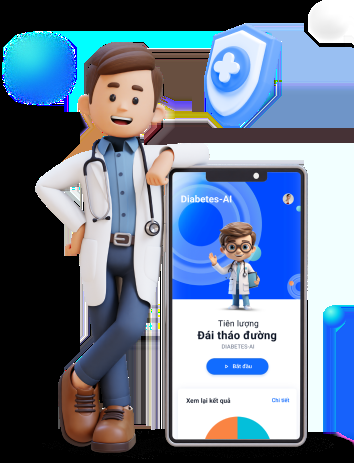 Diabetes-AI
Tiên lượng
Đái tháo đường
DIABETES-AI
Bắt đầu
Xem lại kết quả Chi tiết